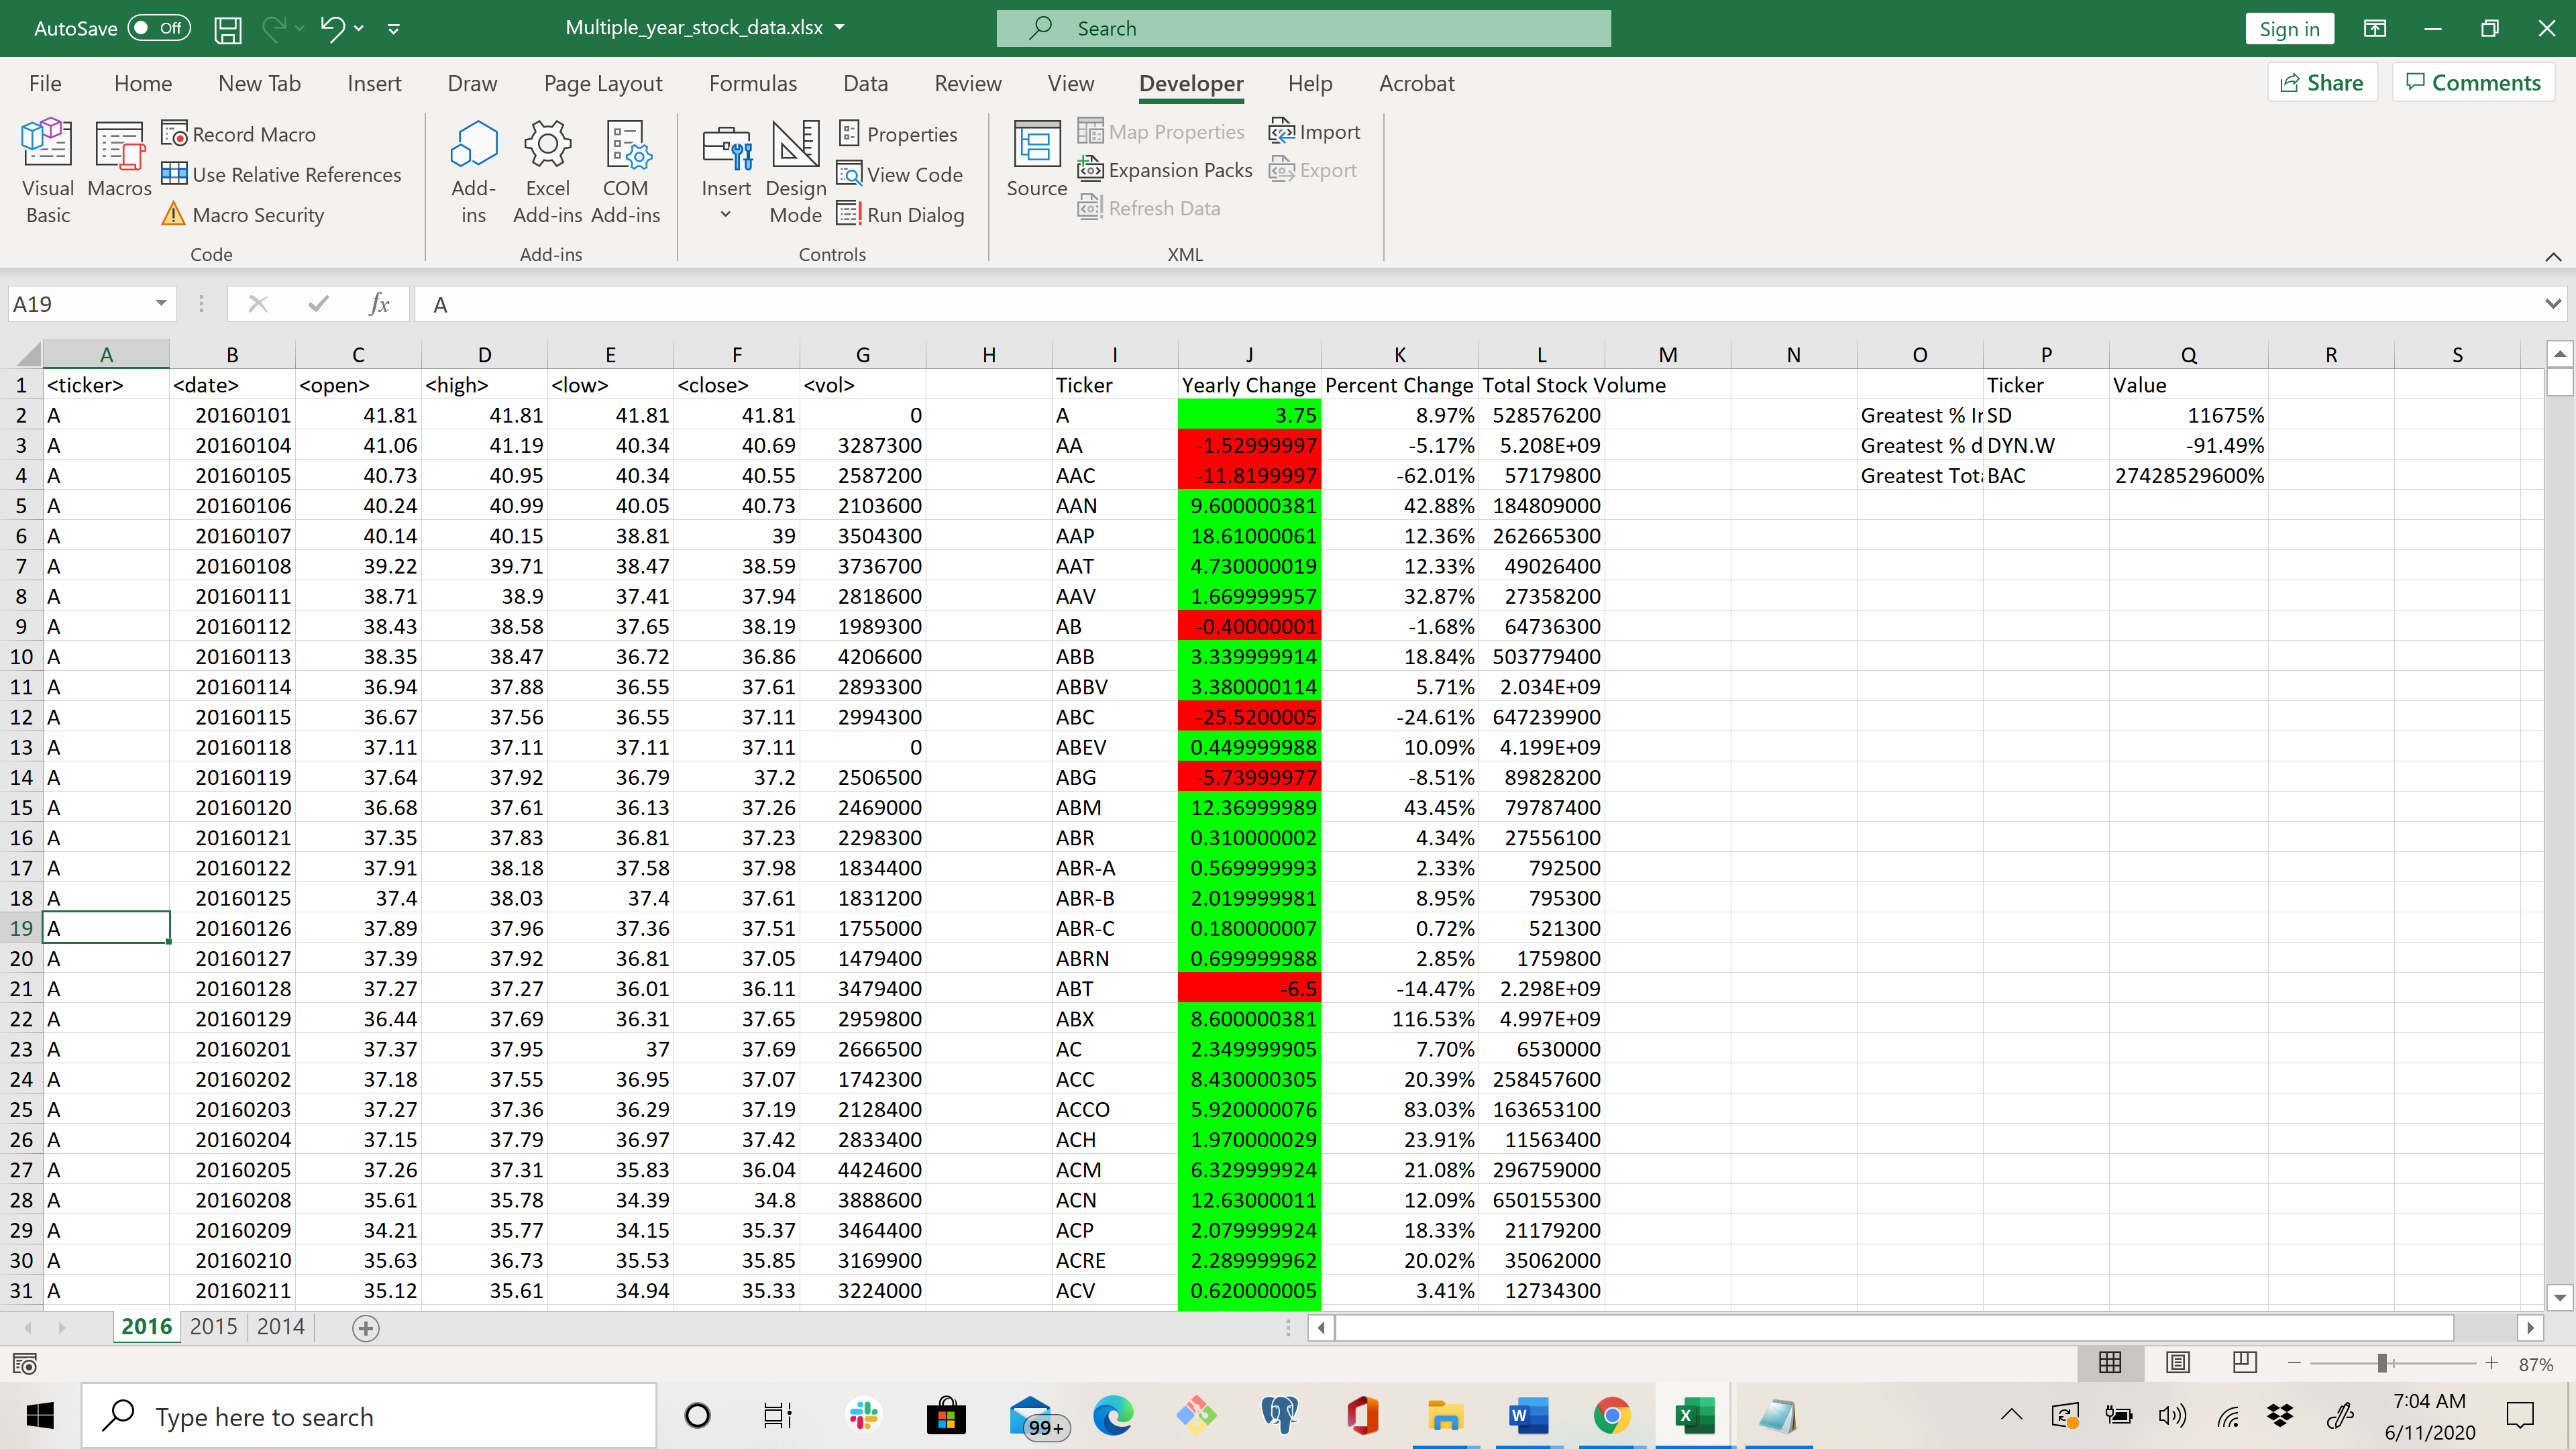 AutoSave Off Multiple_year_stock_data.xlsx Search Sign in
File Home New Tab Insert Draw Page Layout Formulas Data Review View Developer Help Acrobat Share Comments
Visual Basic Macros Record Macro Use Relative References Macro Security
Add-ins Excel Add-ins COM Add-ins
Insert Design Mode Properties View Code Run Dialog
Source Map Properties Expansion Packs Refresh Data Import Export
Code Add-ins Controls XML
A19 fx A
A B C D E F G H I J K L M N O P Q R S
1 <ticker> <date> <open> <high> <low> <close> <vol> Ticker Yearly Change Percent Change Total Stock Volume Ticker Value
2 A 20160101 41.81 41.81 41.81 41.81 0 A 3.75 8.97% 528576200 Greatest % Ir SD 11675%
3 A 20160104 41.06 41.19 40.34 40.69 3287300 AA -1.52999997 -5.17% 5.208E+09 Greatest % d DYN.W -91.49%
4 A 20160105 40.73 40.95 40.34 40.55 2587200 AAC -11.8199997 -62.01% 57179800 Greatest Tota BAC 27428529600%
5 A 20160106 40.24 40.99 40.05 40.73 2103600 AAN 9.600000381 42.88% 184809000
6 A 20160107 40.14 40.15 38.81 39 3504300 AAP 18.61000061 12.36% 262665300
7 A 20160108 39.22 39.71 38.47 38.59 3736700 AAT 4.730000019 12.33% 49026400
8 A 20160111 38.71 38.9 37.41 37.94 2818600 AAV 1.669999957 32.87% 27358200
9 A 20160112 38.43 38.58 37.65 38.19 1989300 AB -0.40000001 -1.68% 64736300
10 A 20160113 38.35 38.47 36.72 36.86 4206600 ABB 3.339999914 18.84% 503779400
11 A 20160114 36.94 37.88 36.55 37.61 2893300 ABBV 3.380000114 5.71% 2.034E+09
12 A 20160115 36.67 37.56 36.55 37.11 2994300 ABC -25.5200005 -24.61% 647239900
13 A 20160118 37.11 37.11 37.11 37.11 0 ABEV 0.449999988 10.09% 4.199E+09
14 A 20160119 37.64 37.92 36.79 37.2 2506500 ABG -5.73999977 -8.51% 89828200
15 A 20160120 36.68 37.61 36.13 37.26 2469000 ABM 12.36999989 43.45% 79787400
16 A 20160121 37.35 37.83 36.81 37.23 2298300 ABR 0.310000002 4.34% 27556100
17 A 20160122 37.91 38.18 37.58 37.98 1834400 ABR-A 0.569999993 2.33% 792500
18 A 20160125 37.4 38.03 37.4 37.61 1831200 ABR-B 2.019999981 8.95% 795300
19 A 20160126 37.89 37.96 37.36 37.51 1755000 ABR-C 0.180000007 0.72% 521300
20 A 20160127 37.39 37.92 36.81 37.05 1479400 ABRN 0.699999988 2.85% 1759800
21 A 20160128 37.27 37.27 36.01 36.11 3479400 ABT -6.5 -14.47% 2.298E+09
22 A 20160129 36.44 37.69 36.31 37.65 2959800 ABX 8.600000381 116.53% 4.997E+09
23 A 20160201 37.37 37.95 37 37.69 2666500 AC 2.349999905 7.70% 6530000
24 A 20160202 37.18 37.55 36.95 37.07 1742300 ACC 8.430000305 20.39% 258457600
25 A 20160203 37.27 37.36 36.29 37.19 2128400 ACCO 5.920000076 83.03% 163653100
26 A 20160204 37.15 37.79 36.97 37.42 2833400 ACH 1.970000029 23.91% 11563400
27 A 20160205 37.26 37.31 35.83 36.04 4424600 ACM 6.329999924 21.08% 296759000
28 A 20160208 35.61 35.78 34.39 34.8 3888600 ACN 12.63000011 12.09% 650155300
29 A 20160209 34.21 35.77 34.15 35.37 3464400 ACP 2.079999924 18.33% 21179200
30 A 20160210 35.63 36.73 35.53 35.85 3169900 ACRE 2.289999962 20.02% 35062000
31 A 20160211 35.12 35.61 34.94 35.33 3224000 ACV 0.620000005 3.41% 12734300
2016 2015 2014
87%
Type here to search 99+ 7:04 AM
6/11/2020